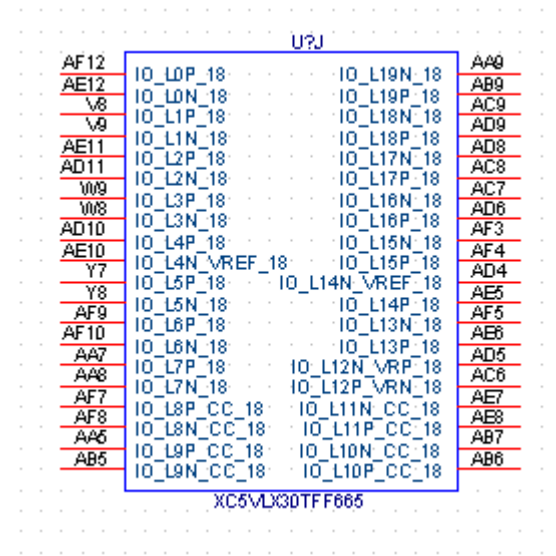 U?J
AF12 IO_L0P_18 IO_L19N_18 AA9
AE12 IO_L0N_18 IO_L19P_18 AB9
V8 IO_L1P_18 IO_L18N_18 AC9
V9 IO_L1N_18 IO_L18P_18 AD9
AE11 IO_L2P_18 IO_L17N_18 AD8
AD11 IO_L2N_18 IO_L17P_18 AC8
W9 IO_L3P_18 IO_L16N_18 AC7
W8 IO_L3N_18 IO_L16P_18 AD6
AD10 IO_L4P_18 IO_L15N_18 AF3
AE10 IO_L4N_VREF_18 IO_L15P_18 AF4
Y7 IO_L5P_18 IO_L14N_VREF_18 AD4
Y8 IO_L5N_18 IO_L14P_18 AE5
AF9 IO_L6P_18 IO_L13N_18 AF5
AF10 IO_L6N_18 IO_L13P_18 AE6
AA7 IO_L7P_18 IO_L12N_VRP_18 AD5
AA8 IO_L7N_18 IO_L12P_VRN_18 AC6
AF7 IO_L8P_CC_18 IO_L11N_CC_18 AE7
AF8 IO_L8N_CC_18 IO_L11P_CC_18 AE8
AA5 IO_L9P_CC_18 IO_L10N_CC_18 AB7
AB5 IO_L9N_CC_18 IO_L10P_CC_18 AB6
XC5VLX30TFF665